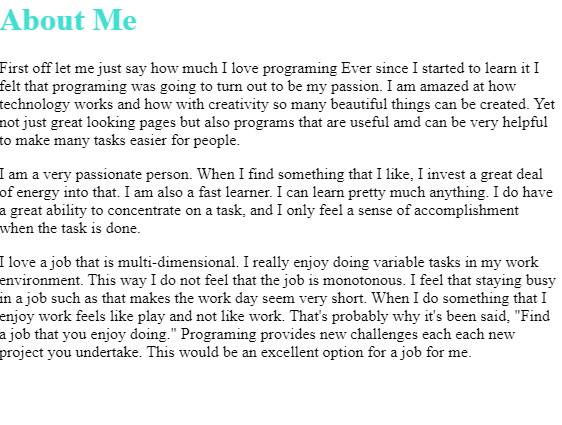 About Me
First off let me just say how much I love programing Ever since I started to learn it I
felt that programing was going to turn out to be my passion. I am amazed at how
technology works and how with creativity so many beautiful things can be created. Yet
not just great looking pages but also programs that are useful amd can be very helpful
to make many tasks easier for people.
I am a very passionate person. When I find something that I like, I invest a great deal
of energy into that. I am also a fast learner. I can learn pretty much anything. I do have
a great ability to concentrate on a task, and I only feel a sense of accomplishment
when the task is done.
I love a job that is multi-dimensional. I really enjoy doing variable tasks in my work
environment. This way I do not feel that the job is monotonous. I feel that staying busy
in a job such as that makes the work day seem very short. When I do something that I
enjoy work feels like play and not like work. That's probably why it's been said, "Find
a job that you enjoy doing." Programing provides new challenges each each new
project you undertake. This would be an excellent option for a job for me.